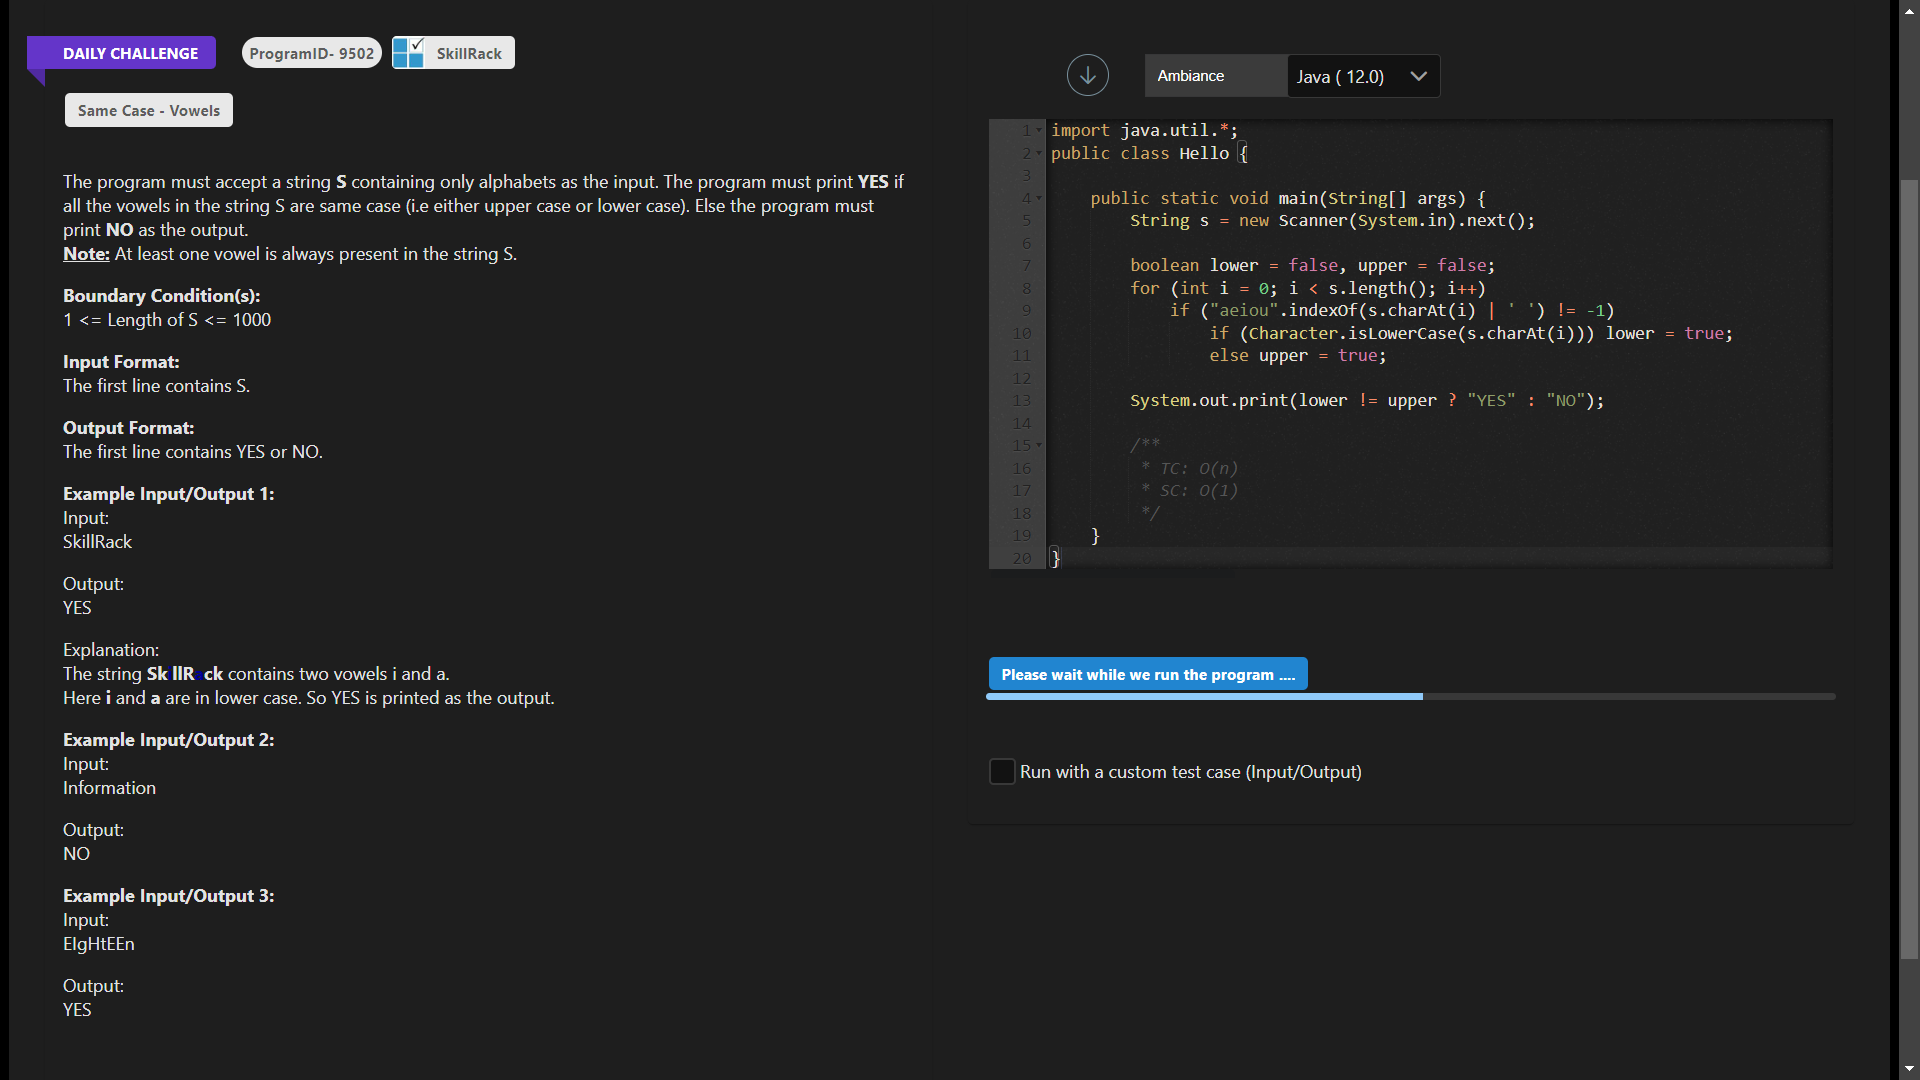 DAILY CHALLENGE
ProgramID- 9502
SkillRack
Same Case - Vowels
The program must accept a string S containing only alphabets as the input. The program must print YES if
all the vowels in the string S are same case (i.e either upper case or lower case). Else the program must
print NO as the output.
Note: At least one vowel is always present in the string S.
Boundary Condition(s):
1 <= Length of S <= 1000
Input Format:
The first line contains S.
Output Format:
The first line contains YES or NO.
Example Input/Output 1:
Input:
SkillRack
Output:
YES
Explanation:
The string SkillRack contains two vowels i and a.
Here i and a are in lower case. So YES is printed as the output.
Example Input/Output 2:
Input:
Information
Output:
NO
Example Input/Output 3:
Input:
EIgHtEEn
Output:
YES
Ambiance
Java ( 12.0)
1 import java.util.*;
2 public class Hello {
3
4 public static void main(String[] args) {
5 String s = new Scanner(System.in).next();
6
7 boolean lower = false, upper = false;
8 for (int i = 0; i < s.length(); i++)
9 if ("aeiou".indexOf(s.charAt(i) | ' ') != -1)
10 if (Character.isLowerCase(s.charAt(i))) lower = true;
11 else upper = true;
12
13 System.out.print(lower != upper ? "YES" : "NO");
14
15 /**
16 * TC: O(n)
17 * SC: O(1)
18 */
19 }
20 }
Please wait while we run the program ....
Run with a custom test case (Input/Output)